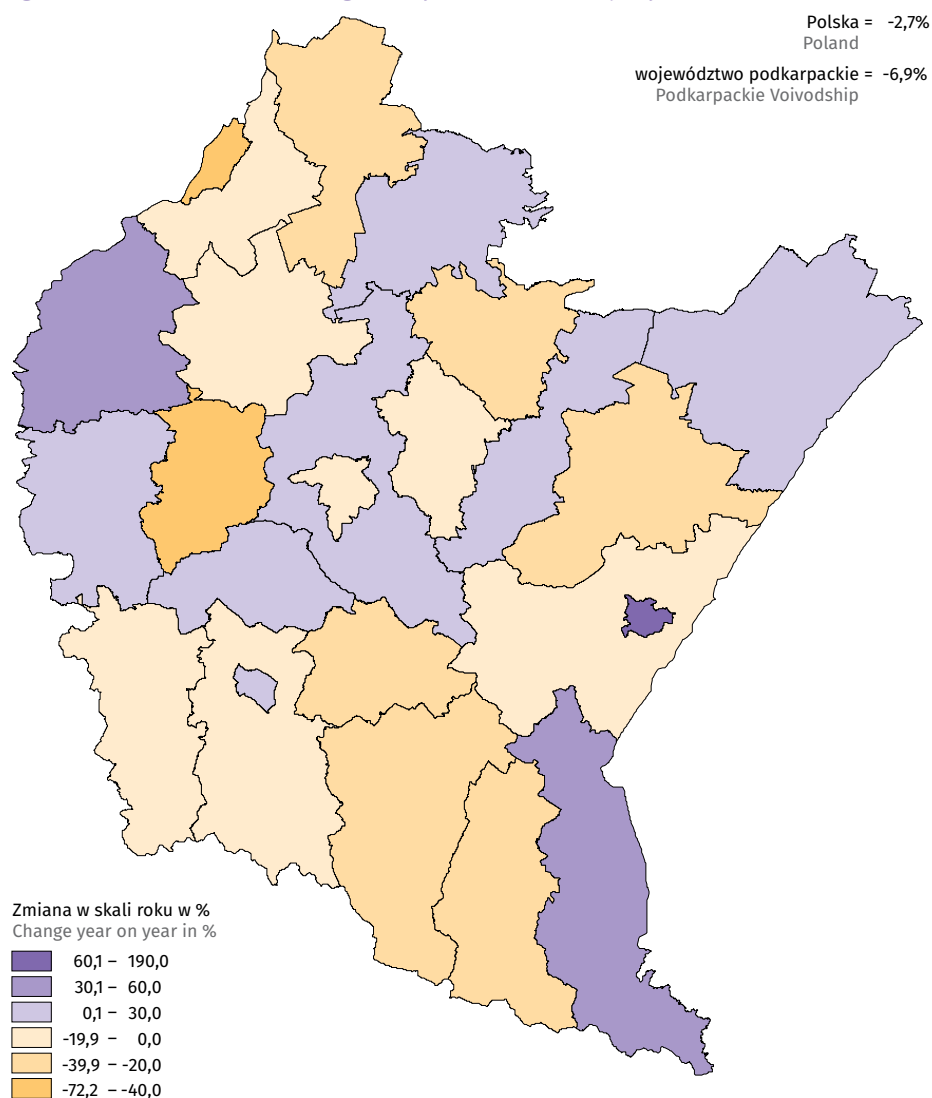 Polska = -2,7%
Poland
województwo podkarpackie = -6,9%
Podkarpackie Voivodship
Zmiana w skali roku w %
Change year on year in %
60,1 – 190,0
30,1 – 60,0
0,1 – 30,0
-19,9 – 0,0
-39,9 – -20,0
-72,2 – -40,0